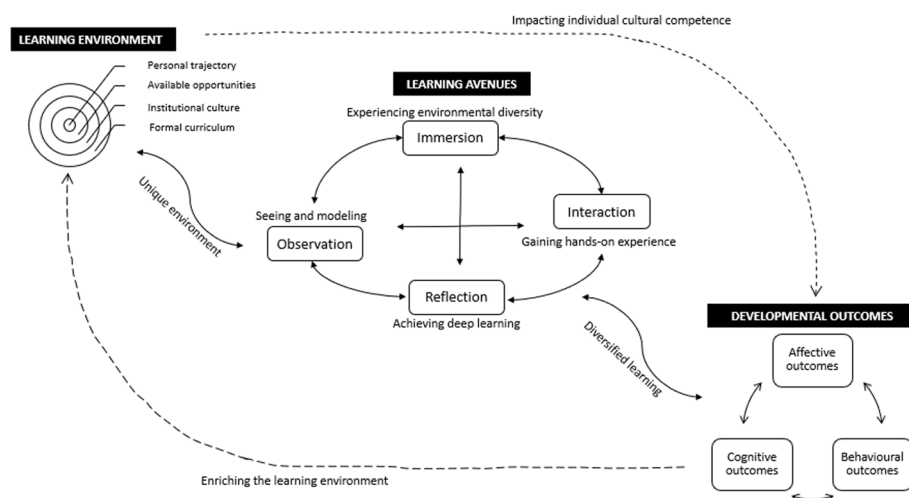 Impacting individual cultural competence
LEARNING ENVIRONMENT
Personal trajectory
Available opportunities
Institutional culture
Formal curriculum
LEARNING AVENUES
Experiencing environmental diversity
Immersion
Unique environment
Seeing and modeling
Observation
Interaction
Gaining hands-on experience
Reflection
Achieving deep learning
Diversified learning
DEVELOPMENTAL OUTCOMES
Affective
outcomes
Cognitive
outcomes
Behavioural
outcomes
Enriching the learning environment